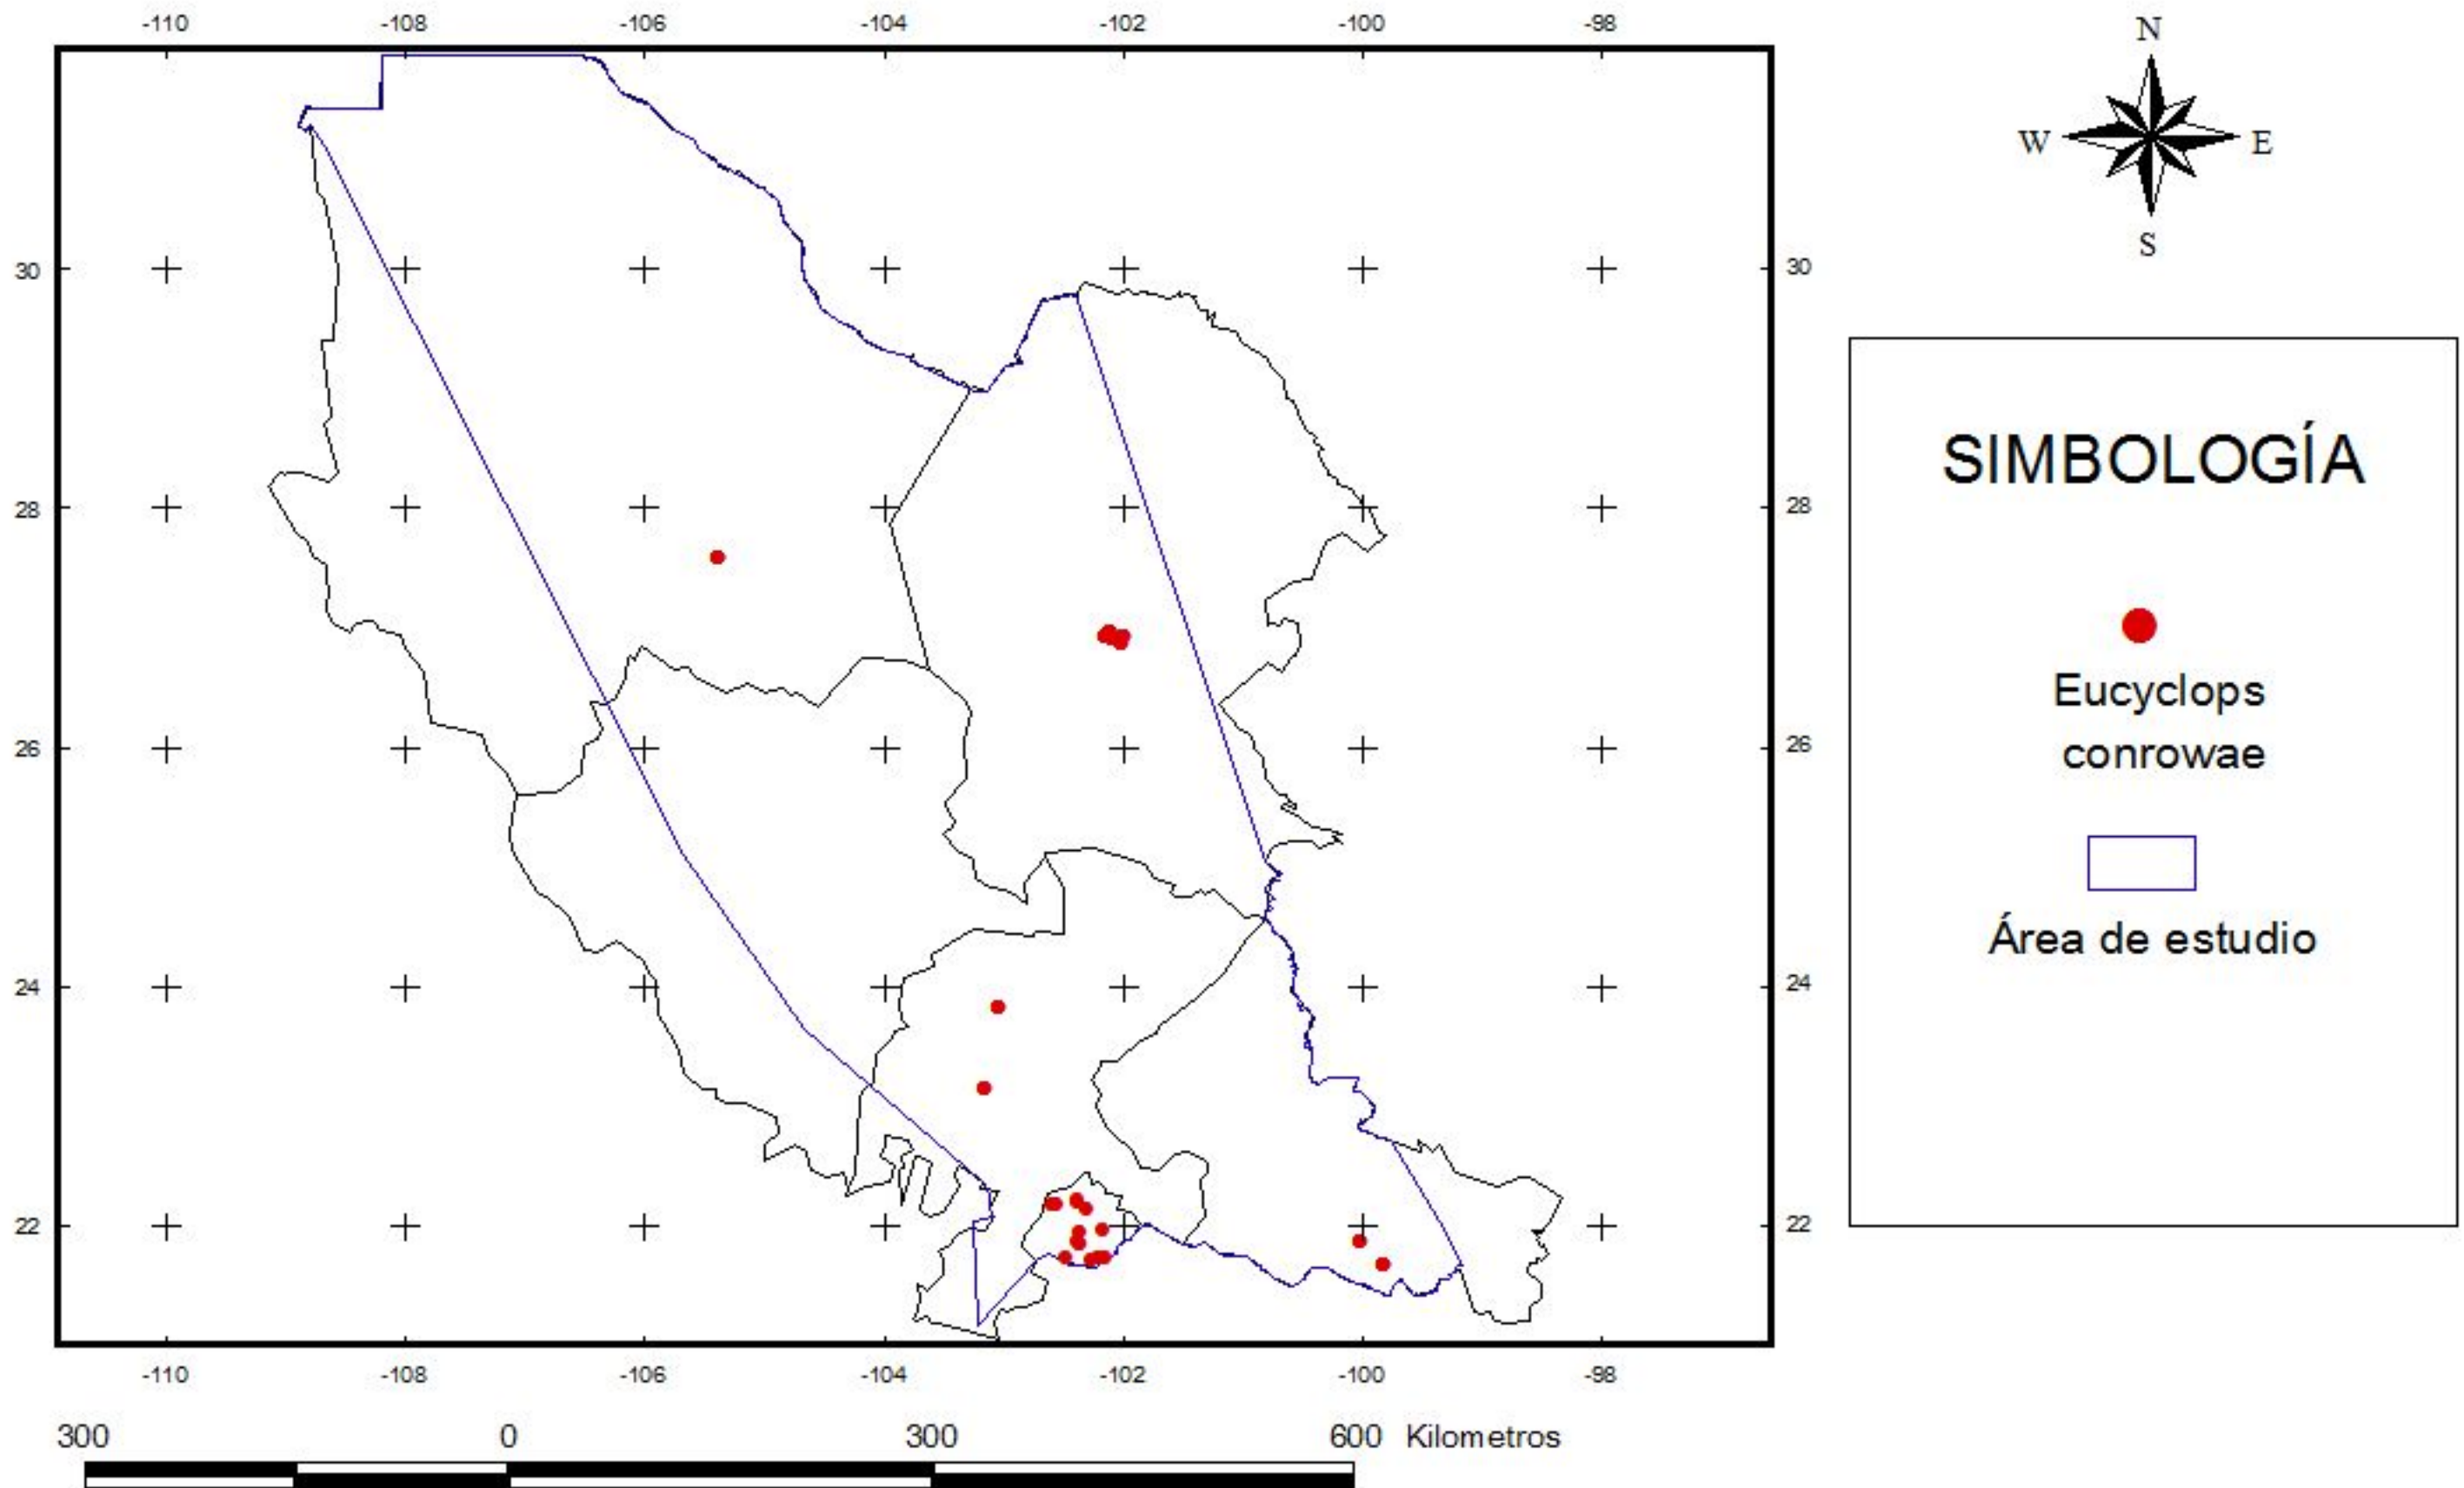 -110 -108 -106 -104 -102 -100 -98
N
W E
S
30 30
28 28
26 26
24 24
22 22
-110 -108 -106 -104 -102 -100 -98
300 0 300 600 Kilometros
SIMBOLOGÍA
Eucyclops
conrowae
Área de estudio